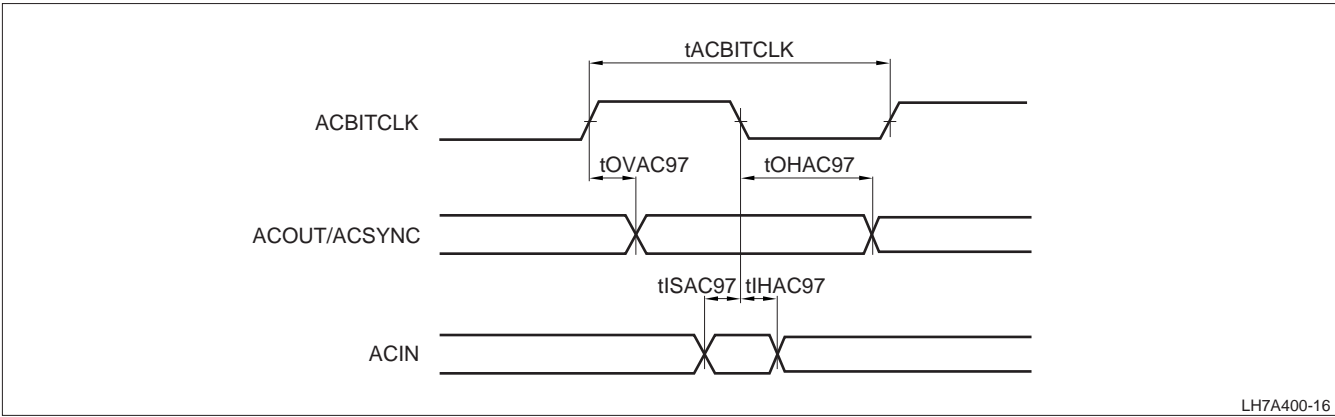 tACBITCLK
ACBITCLK
tOVAC97 tOHAC97
ACOUT/ACSYNC
tISAC97 tIHAC97
ACIN
LH7A400-16